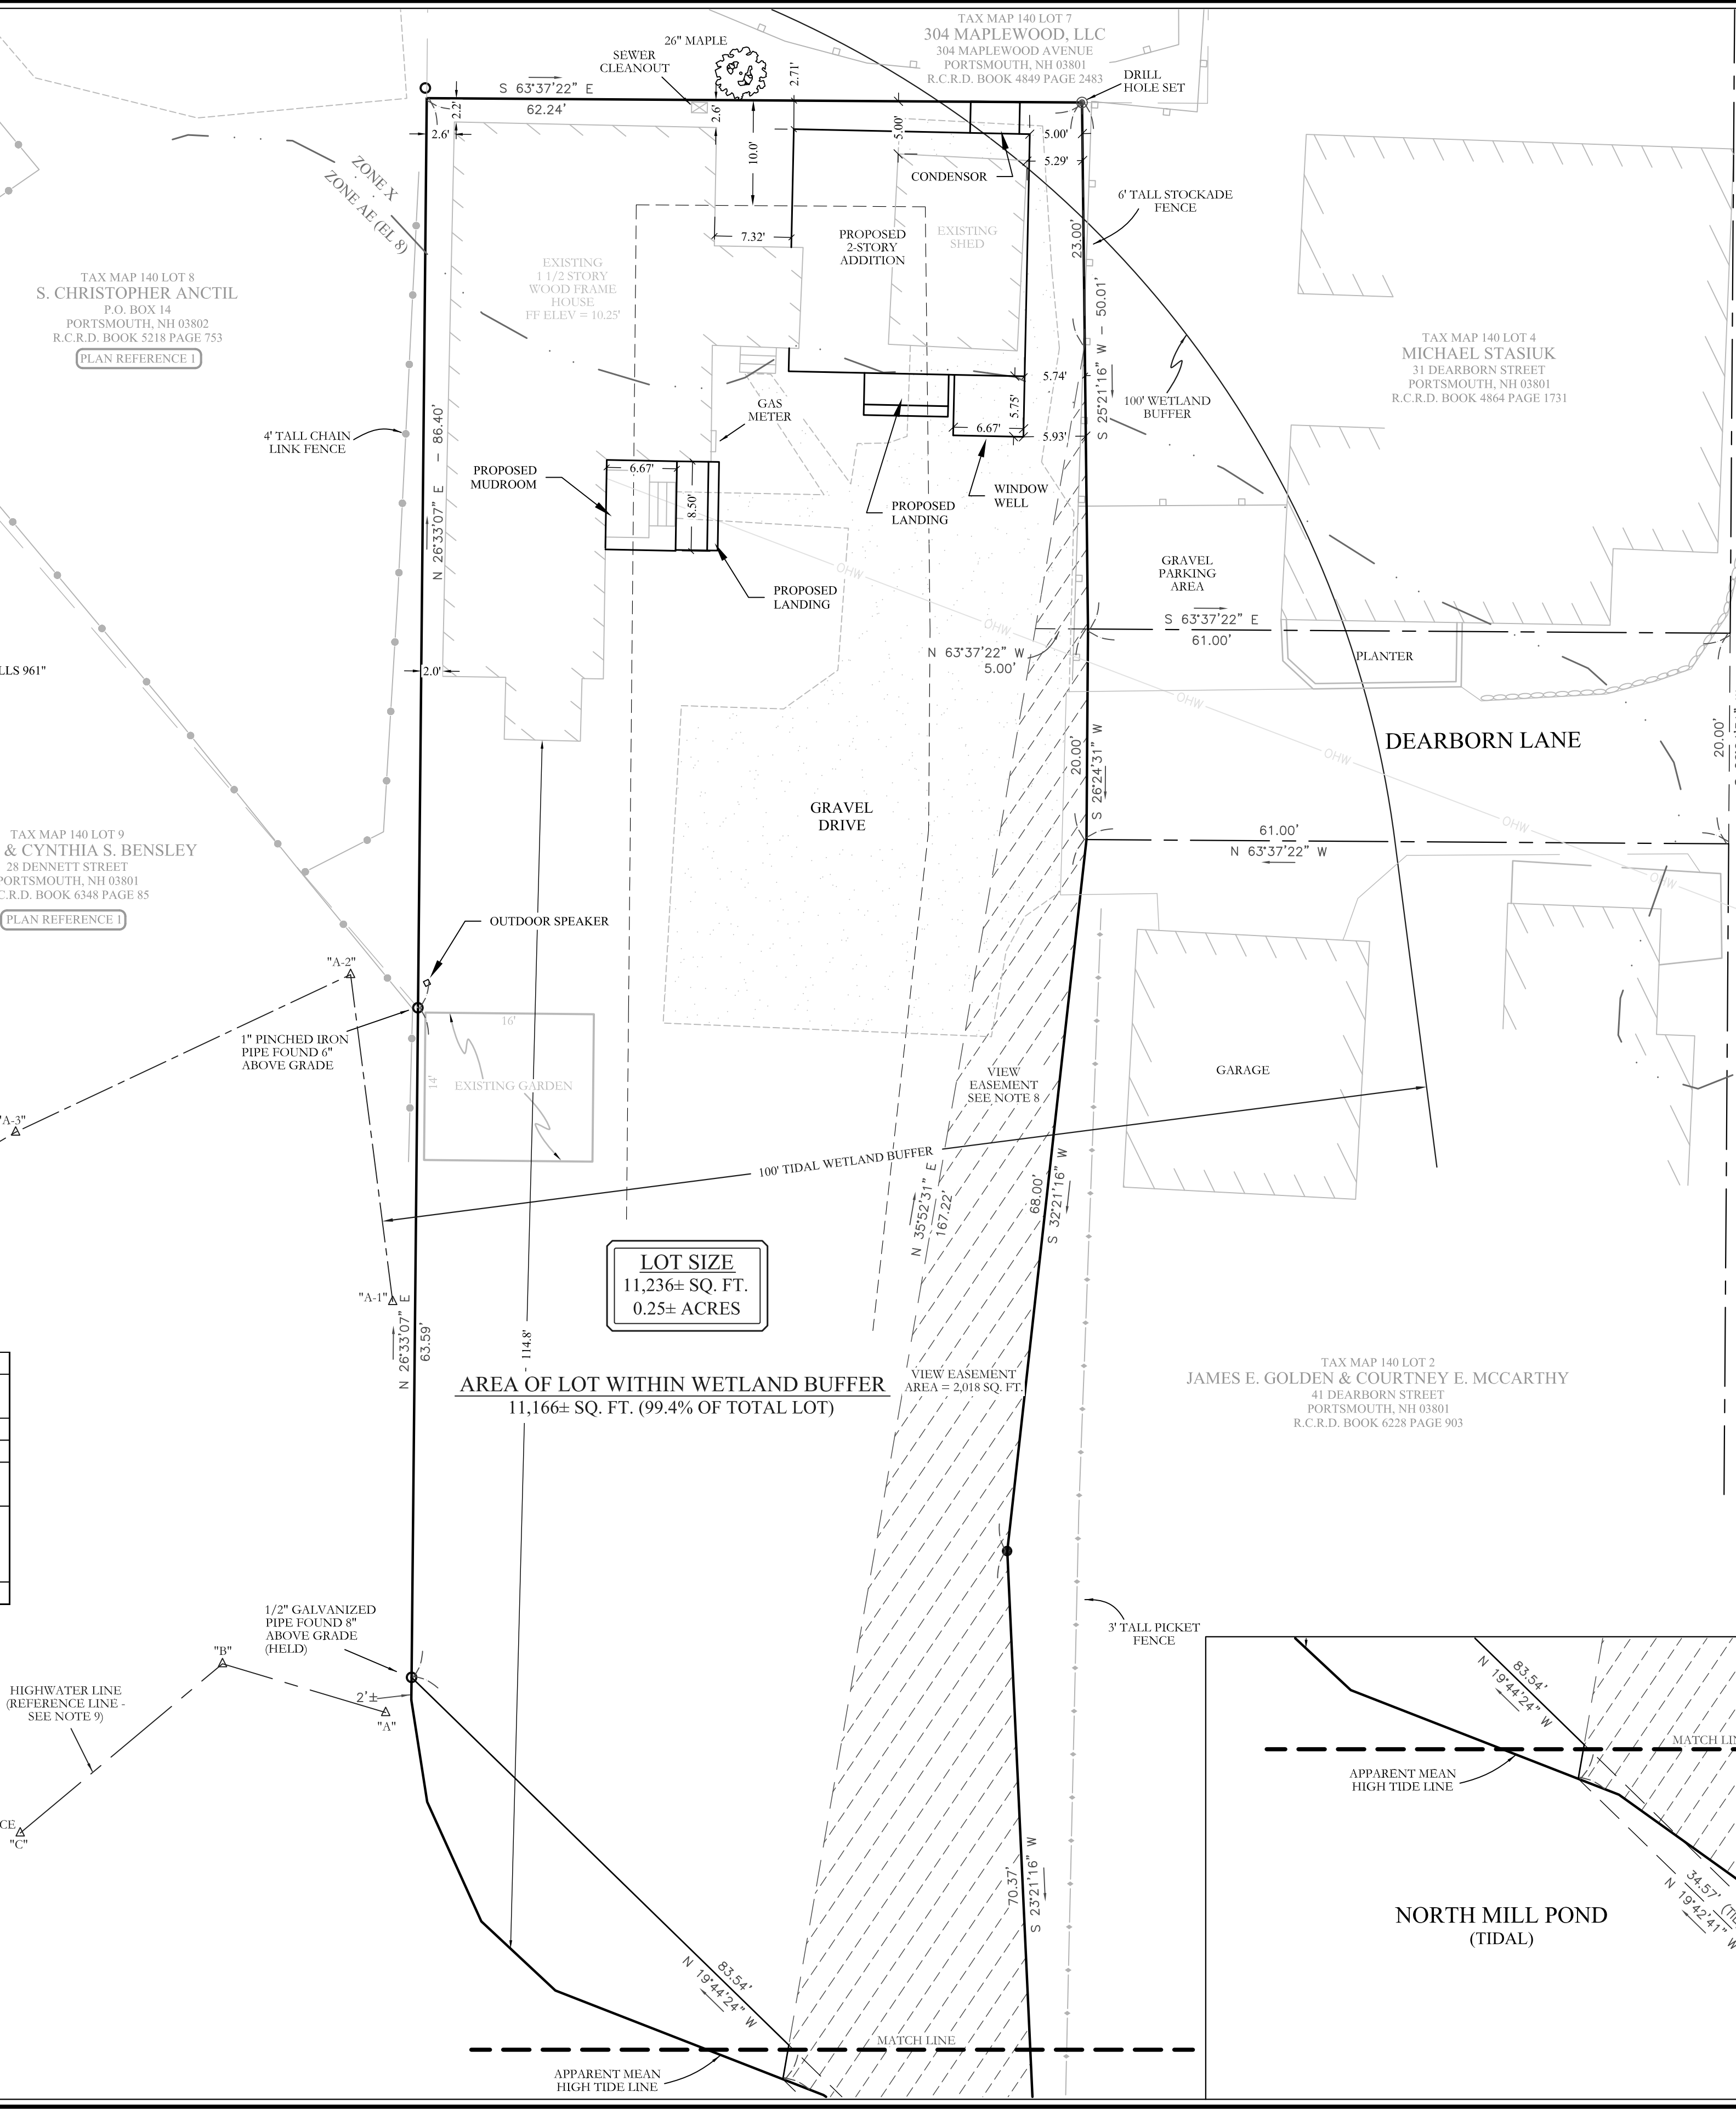 TAX MAP 140 LOT 7
304 MAPLEWOOD, LLC
304 MAPLEWOOD AVENUE
PORTSMOUTH, NH 03801
R.C.R.D. BOOK 4849 PAGE 2483
26" MAPLE
SEWER
CLEANOUT
2.71'
DRILL
HOLE SET
S 63°37'22" E
62.24'
2.2'
2.6'
2.6'
10.0'
5.00'
5.00'
5.29'
CONDENSOR
ZONE X
ZONE AE (EL 8)
6' TALL STOCKADE
FENCE
7.32'
PROPOSED
2-STORY
ADDITION
EXISTING
SHED
23.00'
EXISTING
1 1/2 STORY
WOOD FRAME
HOUSE
FF ELEV = 10.25'
TAX MAP 140 LOT 8
S. CHRISTOPHER ANCTIL
P.O. BOX 14
PORTSMOUTH, NH 03802
R.C.R.D. BOOK 5218 PAGE 753
PLAN REFERENCE 1
S 25°21'16" W - 50.01'
TAX MAP 140 LOT 4
MICHAEL STASIUK
31 DEARBORN STREET
PORTSMOUTH, NH 03801
R.C.R.D. BOOK 4864 PAGE 1731
100' WETLAND
BUFFER
GAS
METER
5.74'
5.75'
6.67'
5.93'
4' TALL CHAIN
LINK FENCE
N 26°33'07" E - 86.40'
PROPOSED
MUDROOM
6.67'
8.50'
PROPOSED
LANDING
WINDOW
WELL
PROPOSED
LANDING
OHW
GRAVEL
PARKING
AREA
OHW
S 63°37'22" E
61.00'
N 63°37'22" W
5.00'
PLANTER
LLS 961"
2.0'
OHW
DEARBORN LANE
20.00'
20.00'
S 26°24'31" W
OHW
GRAVEL
DRIVE
OHW
61.00'
N 63°37'22" W
OHW
TAX MAP 140 LOT 9
& CYNTHIA S. BENSLEY
28 DENNETT STREET
PORTSMOUTH, NH 03801
C.R.D. BOOK 6348 PAGE 85
PLAN REFERENCE 1
OUTDOOR SPEAKER
"A-2"
1" PINCHED IRON
PIPE FOUND 6"
ABOVE GRADE
16'
14'
EXISTING GARDEN
VIEW
EASEMENT
SEE NOTE 8
GARAGE
A-3"
100' TIDAL WETLAND BUFFER
N 35°52'31" E
167.22'
68.00'
S 32°21'16" W
LOT SIZE
11,236± SQ. FT.
0.25± ACRES
"A-1"
N 26°33'07" E
63.59'
114.8'
AREA OF LOT WITHIN WETLAND BUFFER
11,166± SQ. FT. (99.4% OF TOTAL LOT)
VIEW EASEMENT
AREA = 2,018 SQ. FT.
TAX MAP 140 LOT 2
JAMES E. GOLDEN & COURTNEY E. MCCARTHY
41 DEARBORN STREET
PORTSMOUTH, NH 03801
R.C.R.D. BOOK 6228 PAGE 903
1/2" GALVANIZED
PIPE FOUND 8"
ABOVE GRADE
(HELD)
3' TALL PICKET
FENCE
"B"
HIGHWATER LINE
(REFERENCE LINE -
SEE NOTE 9)
2'±
"A"
CE
"C"
83.54'
N 19°44'24" W
70.37'
S 23°21'16" W
MATCH LINE
APPARENT MEAN
HIGH TIDE LINE
83.54'
N 19°44'24" W
MATCH LIN
APPARENT MEAN
HIGH TIDE LINE
34.57'
N 19°42'41" W
NORTH MILL POND
(TIDAL)